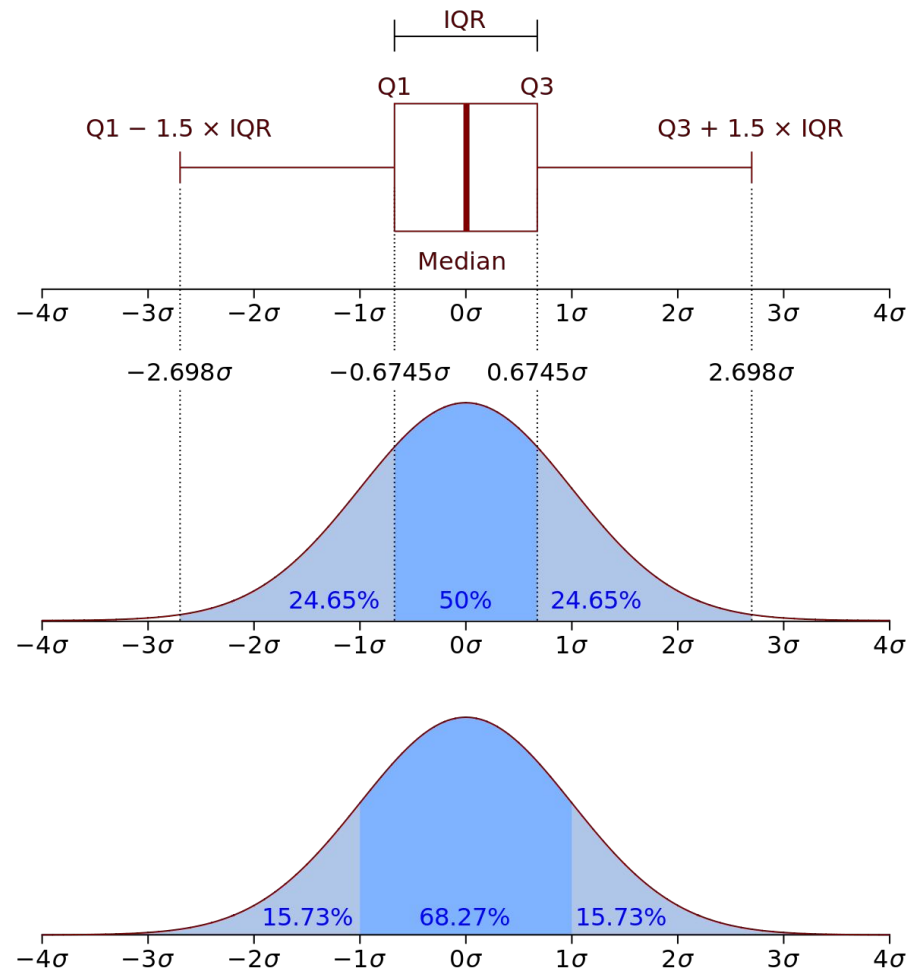 IQR
Q1 Q3
Q1 − 1.5 × IQR Q3 + 1.5 × IQR
Median
−4σ −3σ −2σ −1σ 0σ 1σ 2σ 3σ 4σ
−2.698σ −0.6745σ 0.6745σ 2.698σ
24.65% 50% 24.65%
−4σ −3σ −2σ −1σ 0σ 1σ 2σ 3σ 4σ
15.73% 68.27% 15.73%
−4σ −3σ −2σ −1σ 0σ 1σ 2σ 3σ 4σ